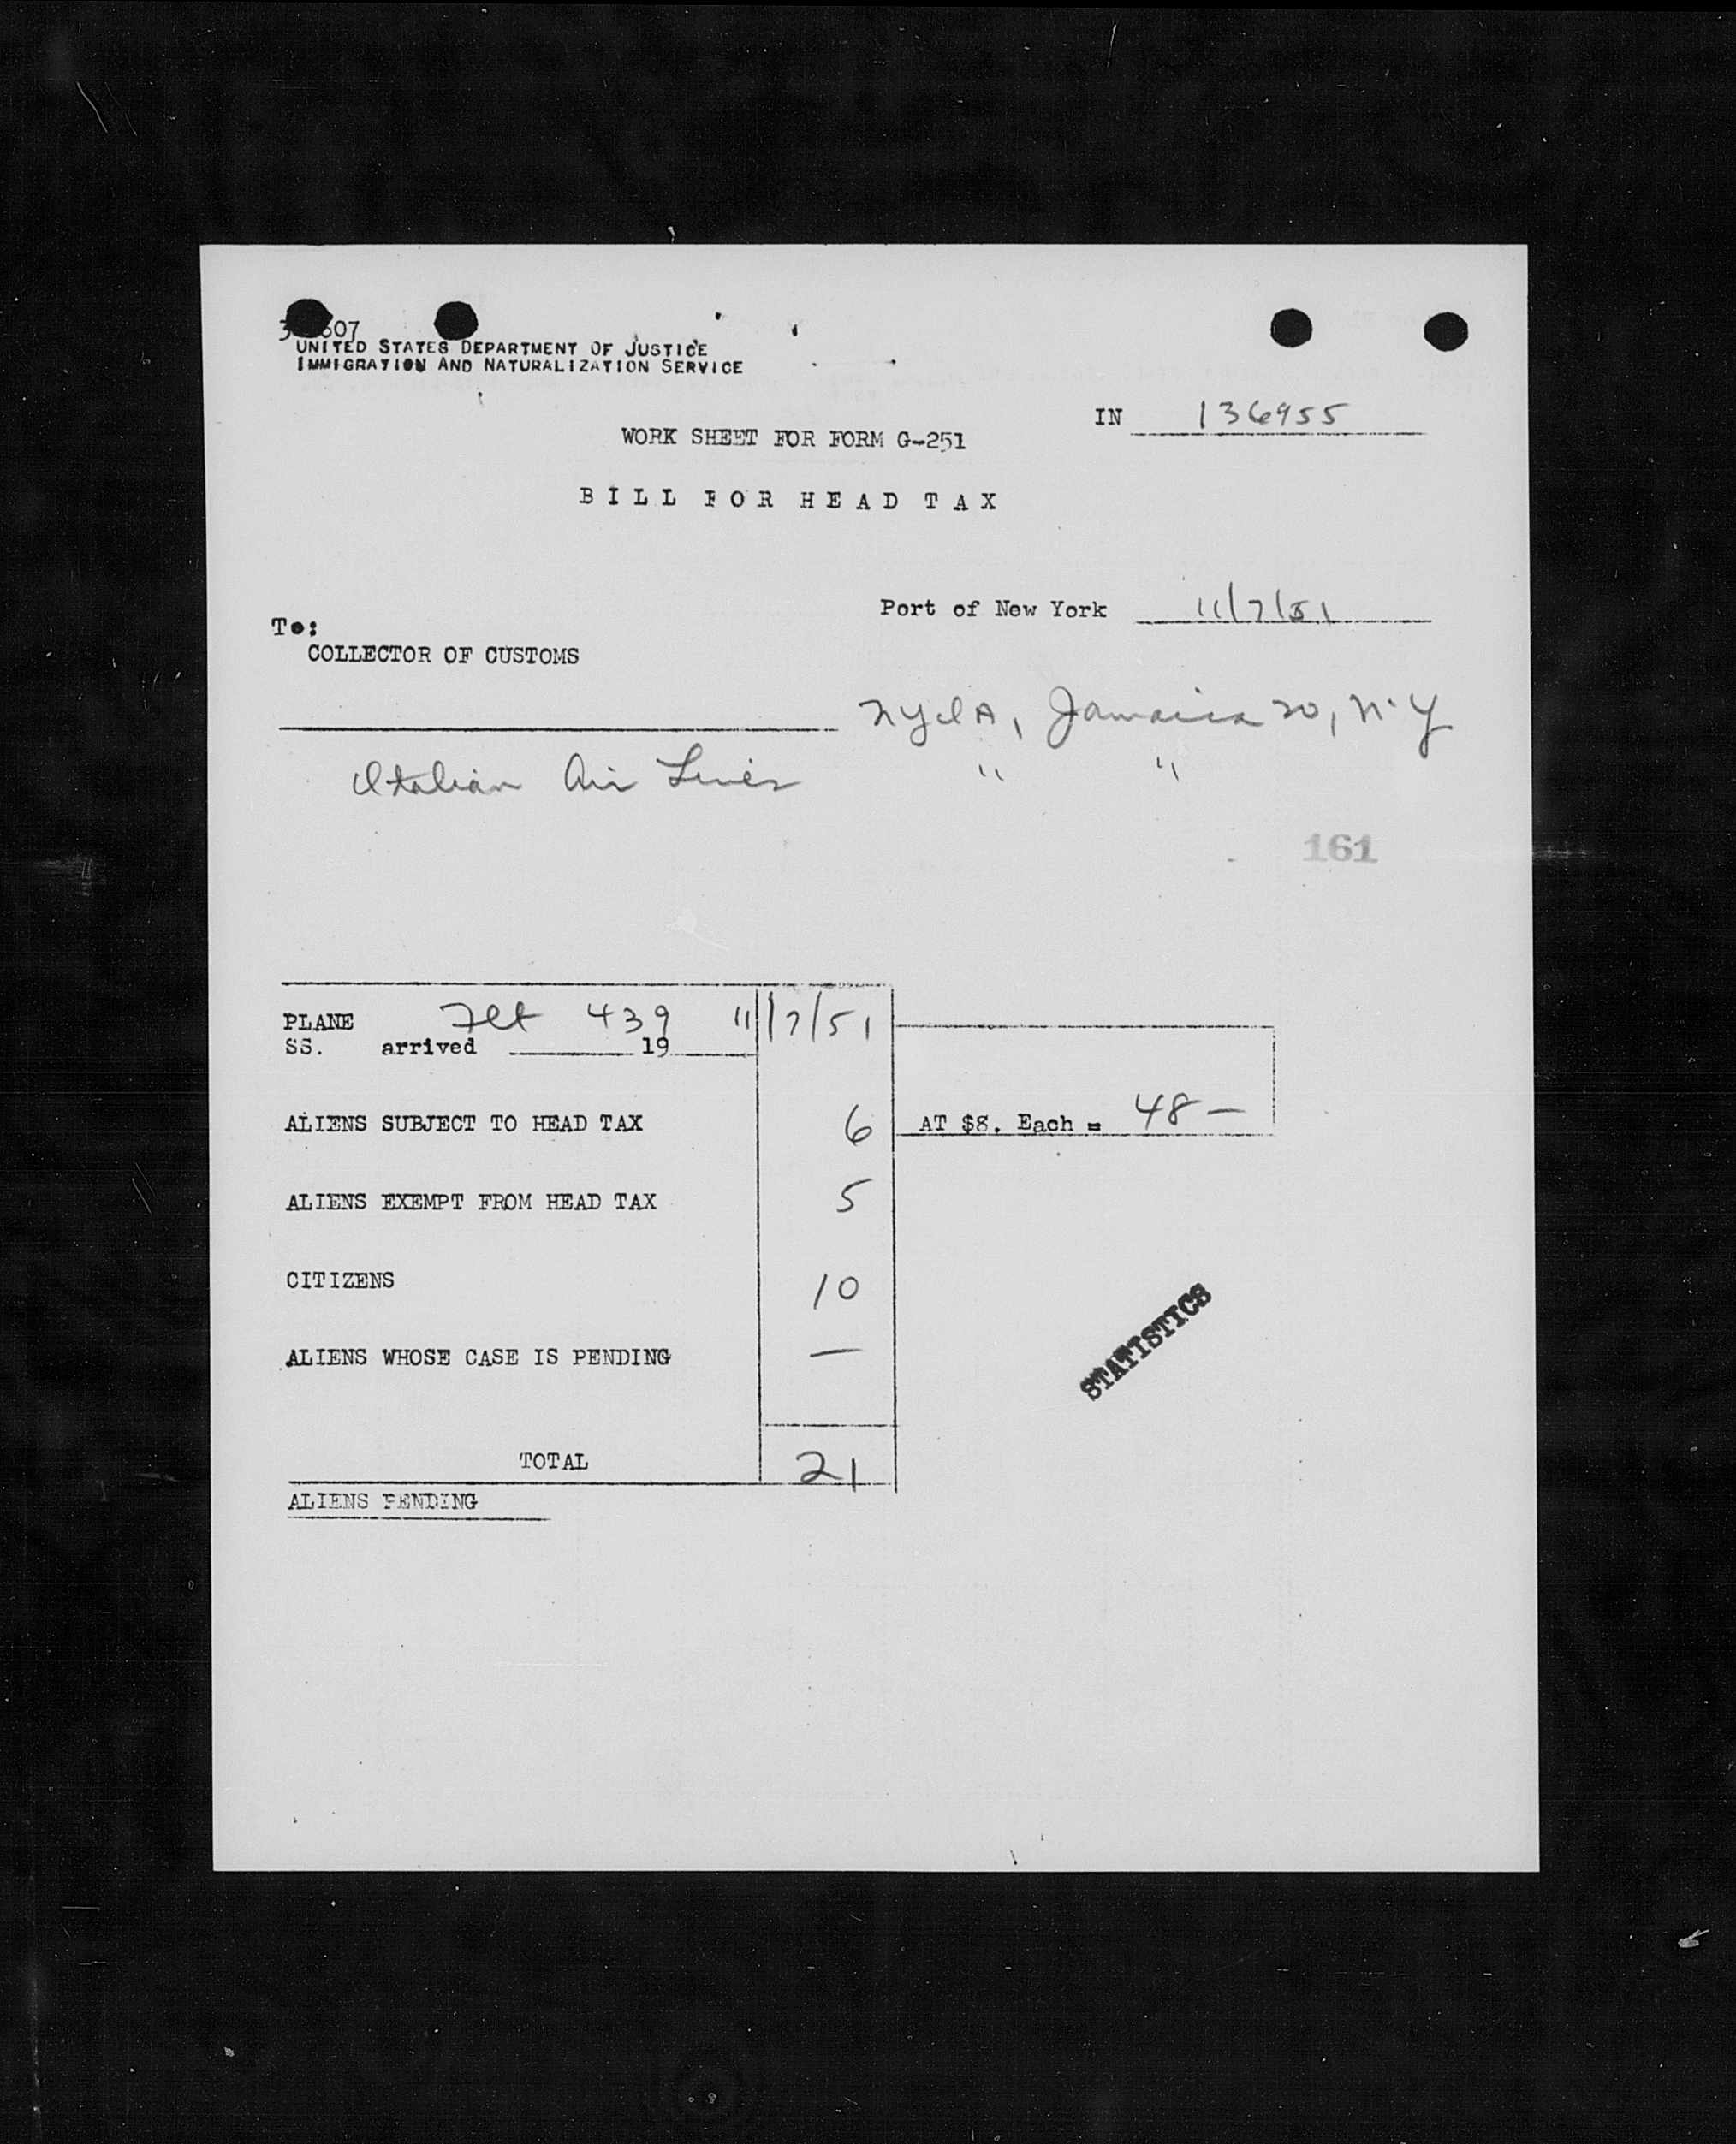 UNITED STATES DEPARTMENT OF JUSTICE
IMMIGRATION AND NATURALIZATION SERVICE
IN 136955
WORK SHEET FOR FORM G-251
BILL FOR HEAD TAX
Port of New York 11/7/51
To:
COLLECTOR OF CUSTOMS
NYIA, Jamaica 20, N.Y
Italian Air Lines " "
161
PLANE Flt 439 11/7/51
SS. arrived 19
ALIENS SUBJECT TO HEAD TAX 6 AT $8. Each = 48 —
ALIENS EXEMPT FROM HEAD TAX 5
CITIZENS 10
STATISTICS
ALIENS WHOSE CASE IS PENDING —
TOTAL 21
ALIENS PENDING